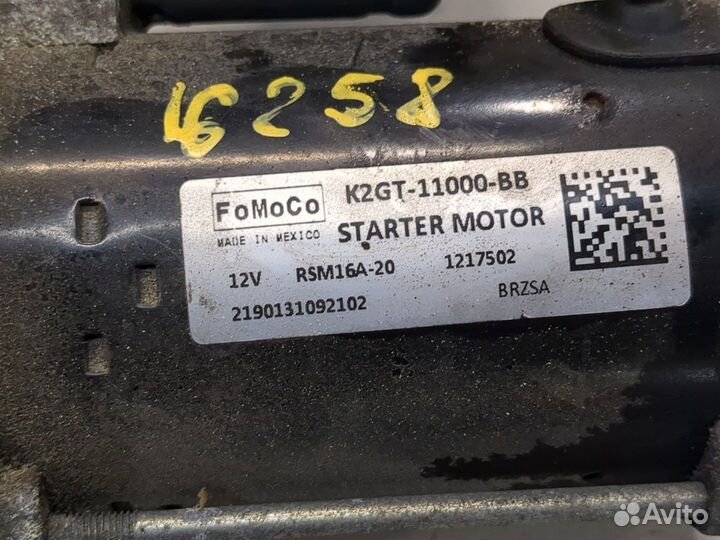 6258
FoMoCo
MADE IN MEXICO
K2GT-11000-BB
STARTER MOTOR
12V RSM16A-20 1217502
2190131092102 BRZSA
Avito